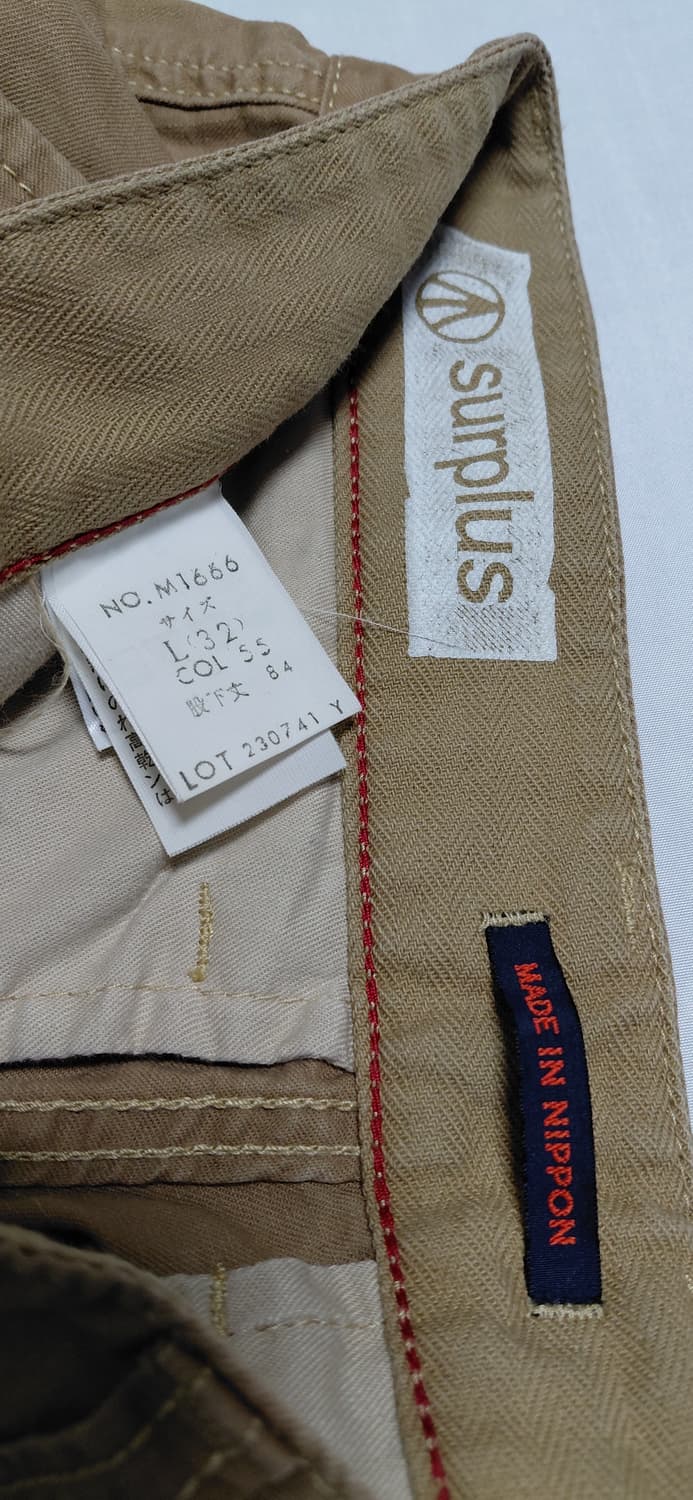 surplus
NO. M1666
サイズ
L(32)
COL 55
股下丈 84
LOT 230741 Y
MADE IN NIPPON